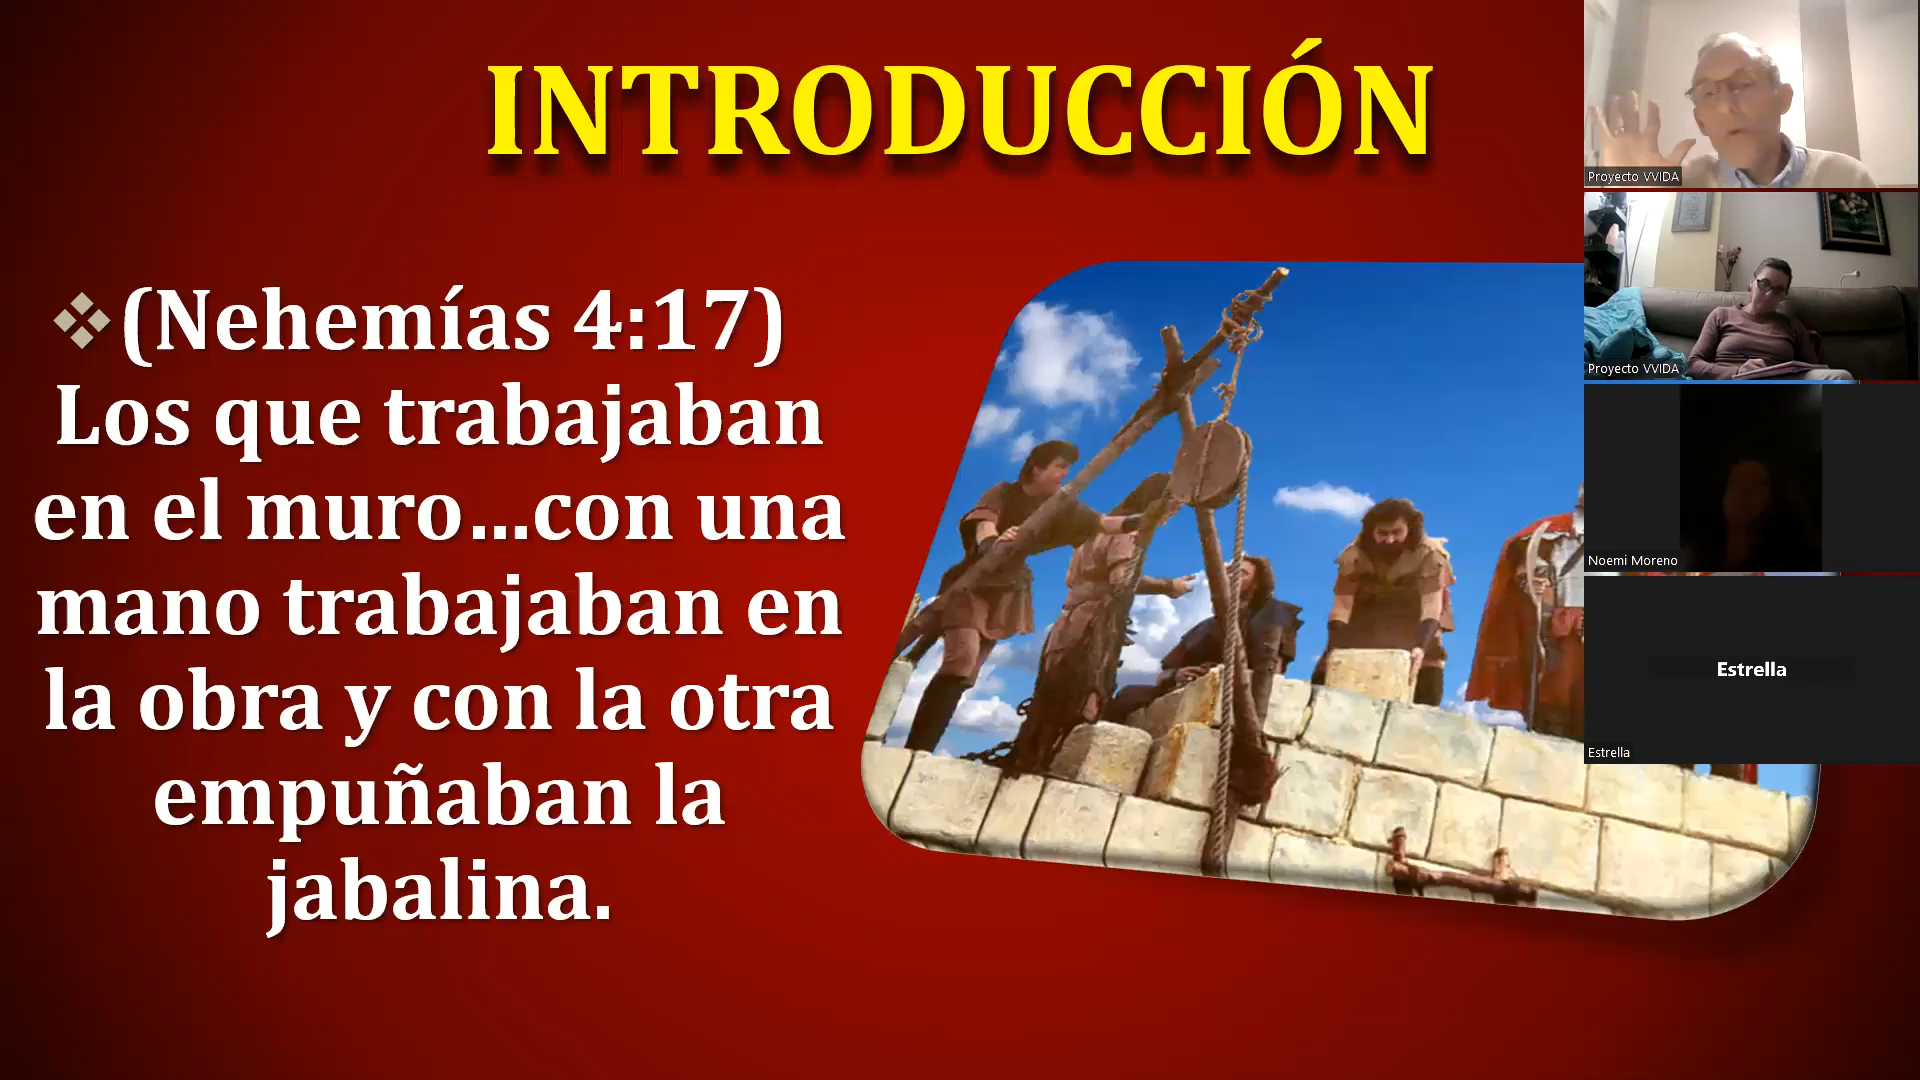 INTRODUCCIÓN
(Nehemías 4:17)
Los que trabajaban
en el muro...con una
mano trabajaban en
la obra y con la otra
empuñaban la
jabalina.
Proyecto VVIDA
Proyecto VVIDA
Noemi Moreno
Estrella
Estrella